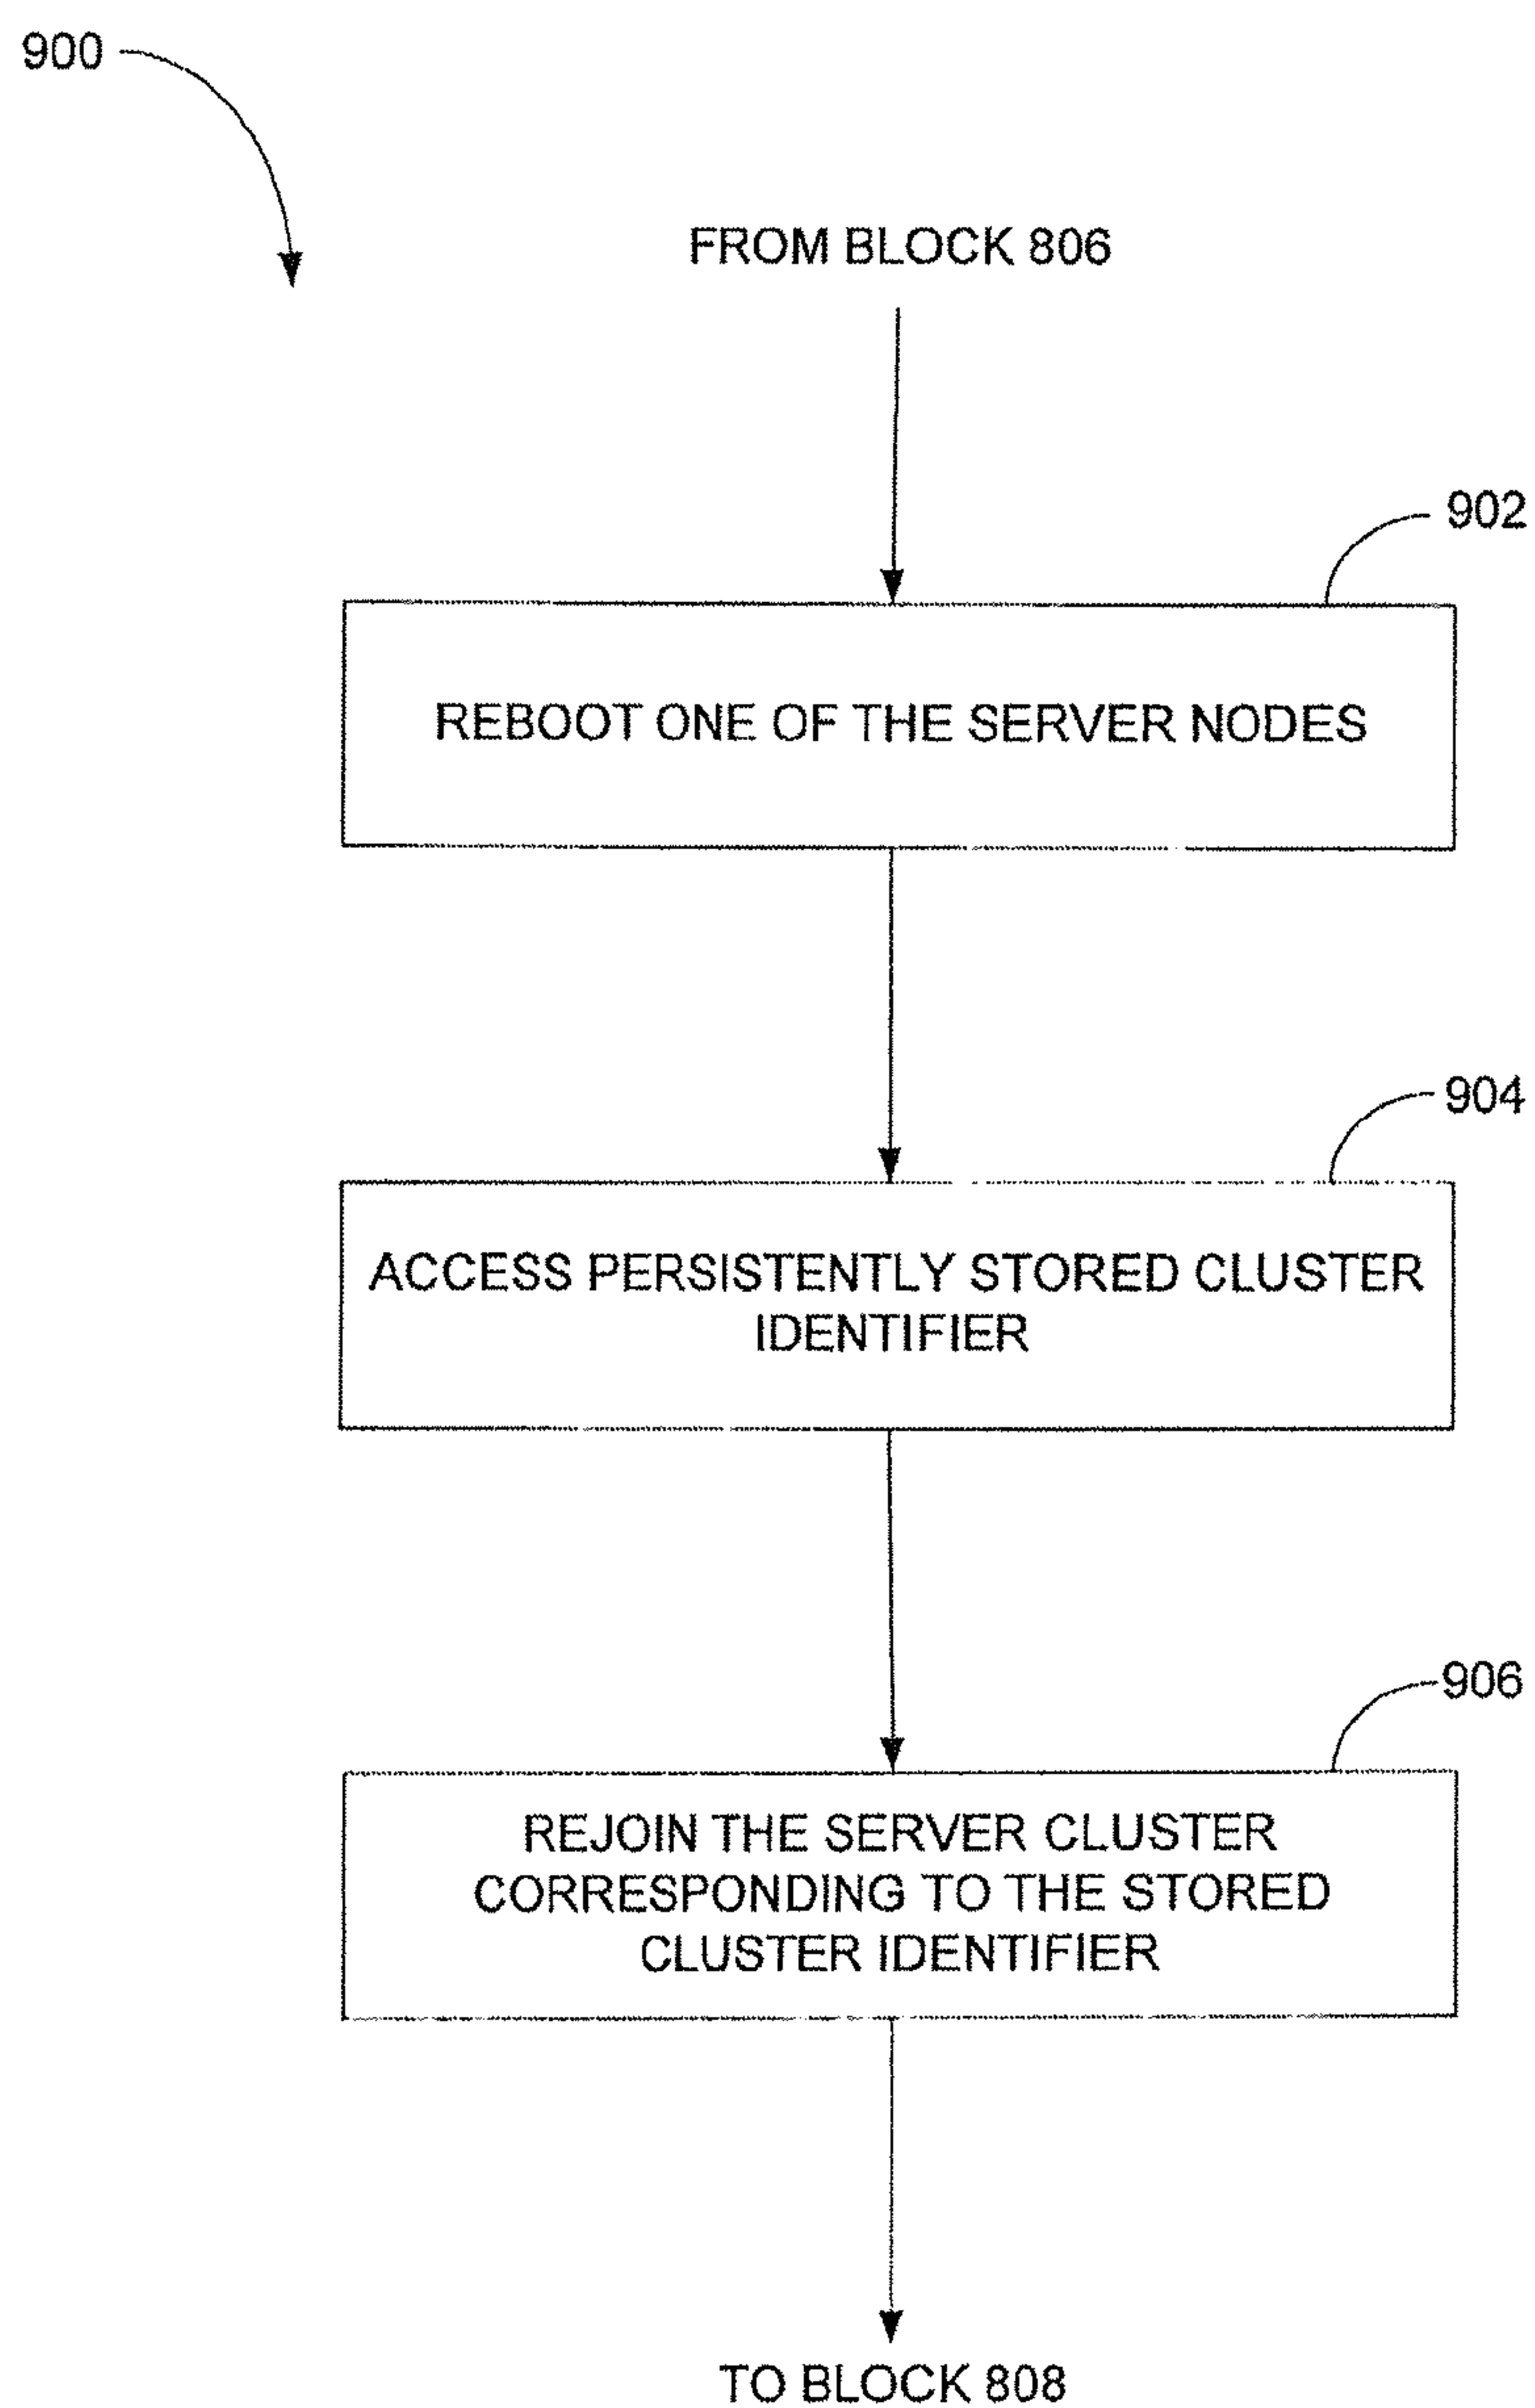 900
FROM BLOCK 806
902
REBOOT ONE OF THE SERVER NODES
904
ACCESS PERSISTENTLY STORED CLUSTER
IDENTIFIER
906
REJOIN THE SERVER CLUSTER
CORRESPONDING TO THE STORED
CLUSTER IDENTIFIER
TO BLOCK 808